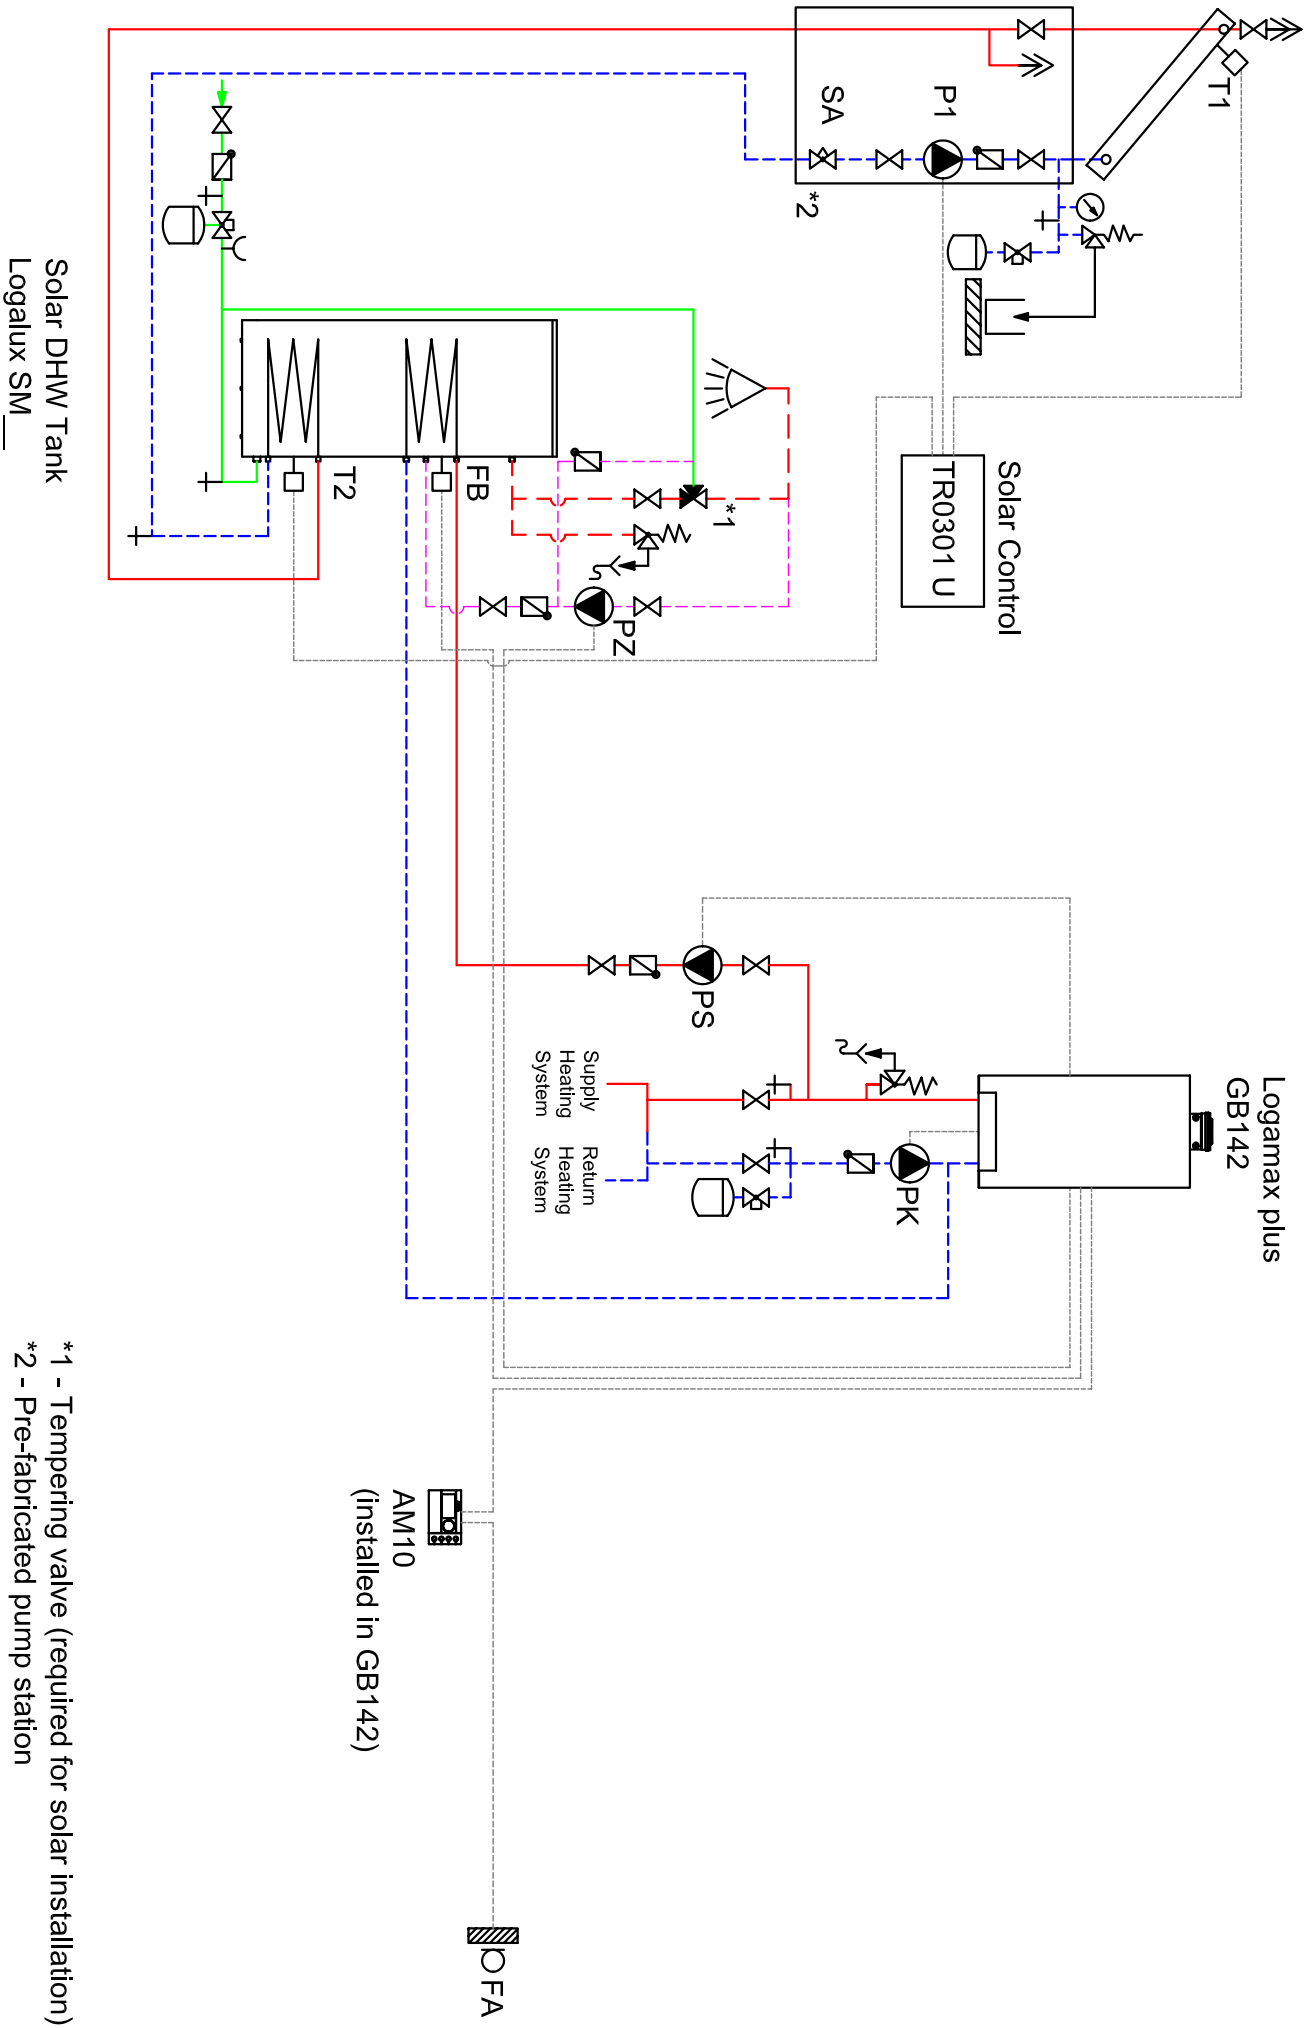 T1
P1
SA
*2
Solar Control
TR0301 U
Solar DHW Tank
Logalux SM__
T2
FB
*1
PZ
PS
Logamax plus
GB142
PK
Supply
Heating
System
Return
Heating
System
AM10
(installed in GB142)
FA
*1 - Tempering valve (required for solar installation)
*2 - Pre-fabricated pump station